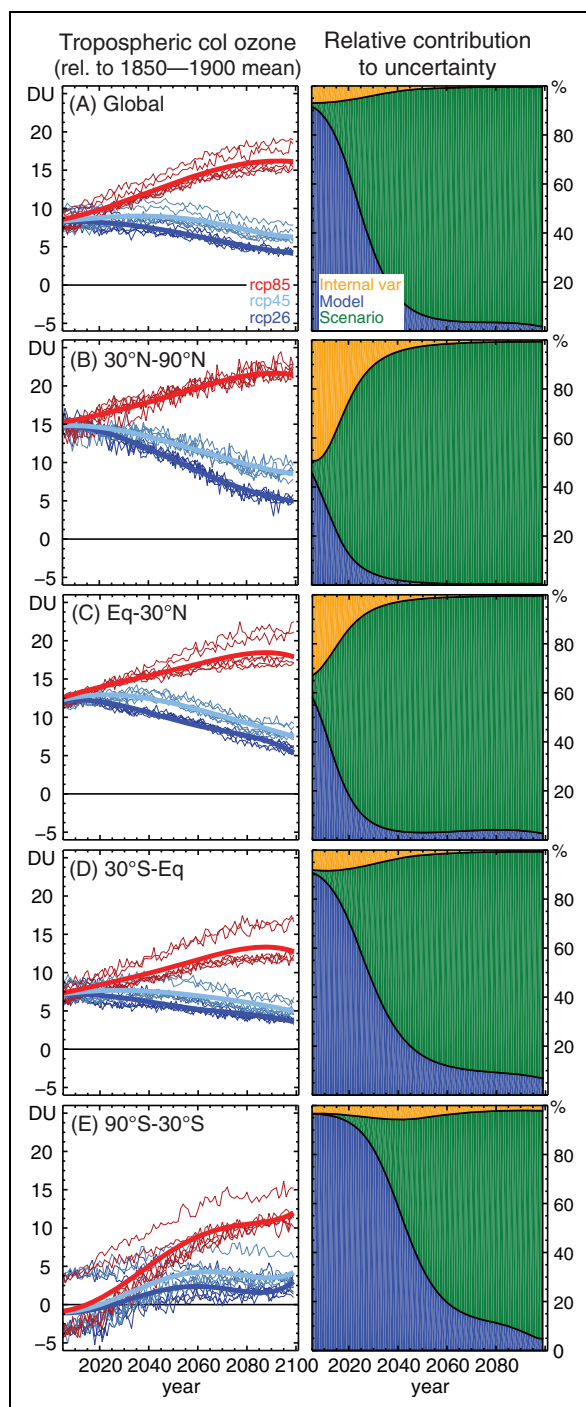 Tropospheric col ozone
(rel. to 1850—1900 mean)
Relative contribution
to uncertainty
DU
(A) Global
20
15
10
5
0
−5
rcp85
rcp45
rcp26
%
80
60
40
20
Internal var
Model
Scenario
DU
(B) 30°N-90°N
20
15
10
5
0
−5
%
80
60
40
20
DU
(C) Eq-30°N
20
15
10
5
0
−5
%
80
60
40
20
DU
(D) 30°S-Eq
20
15
10
5
0
−5
%
80
60
40
20
DU
(E) 90°S-30°S
20
15
10
5
0
−5
%
80
60
40
20
0
2020 2040 2060 2080 2100
year
2020 2040 2060 2080
year